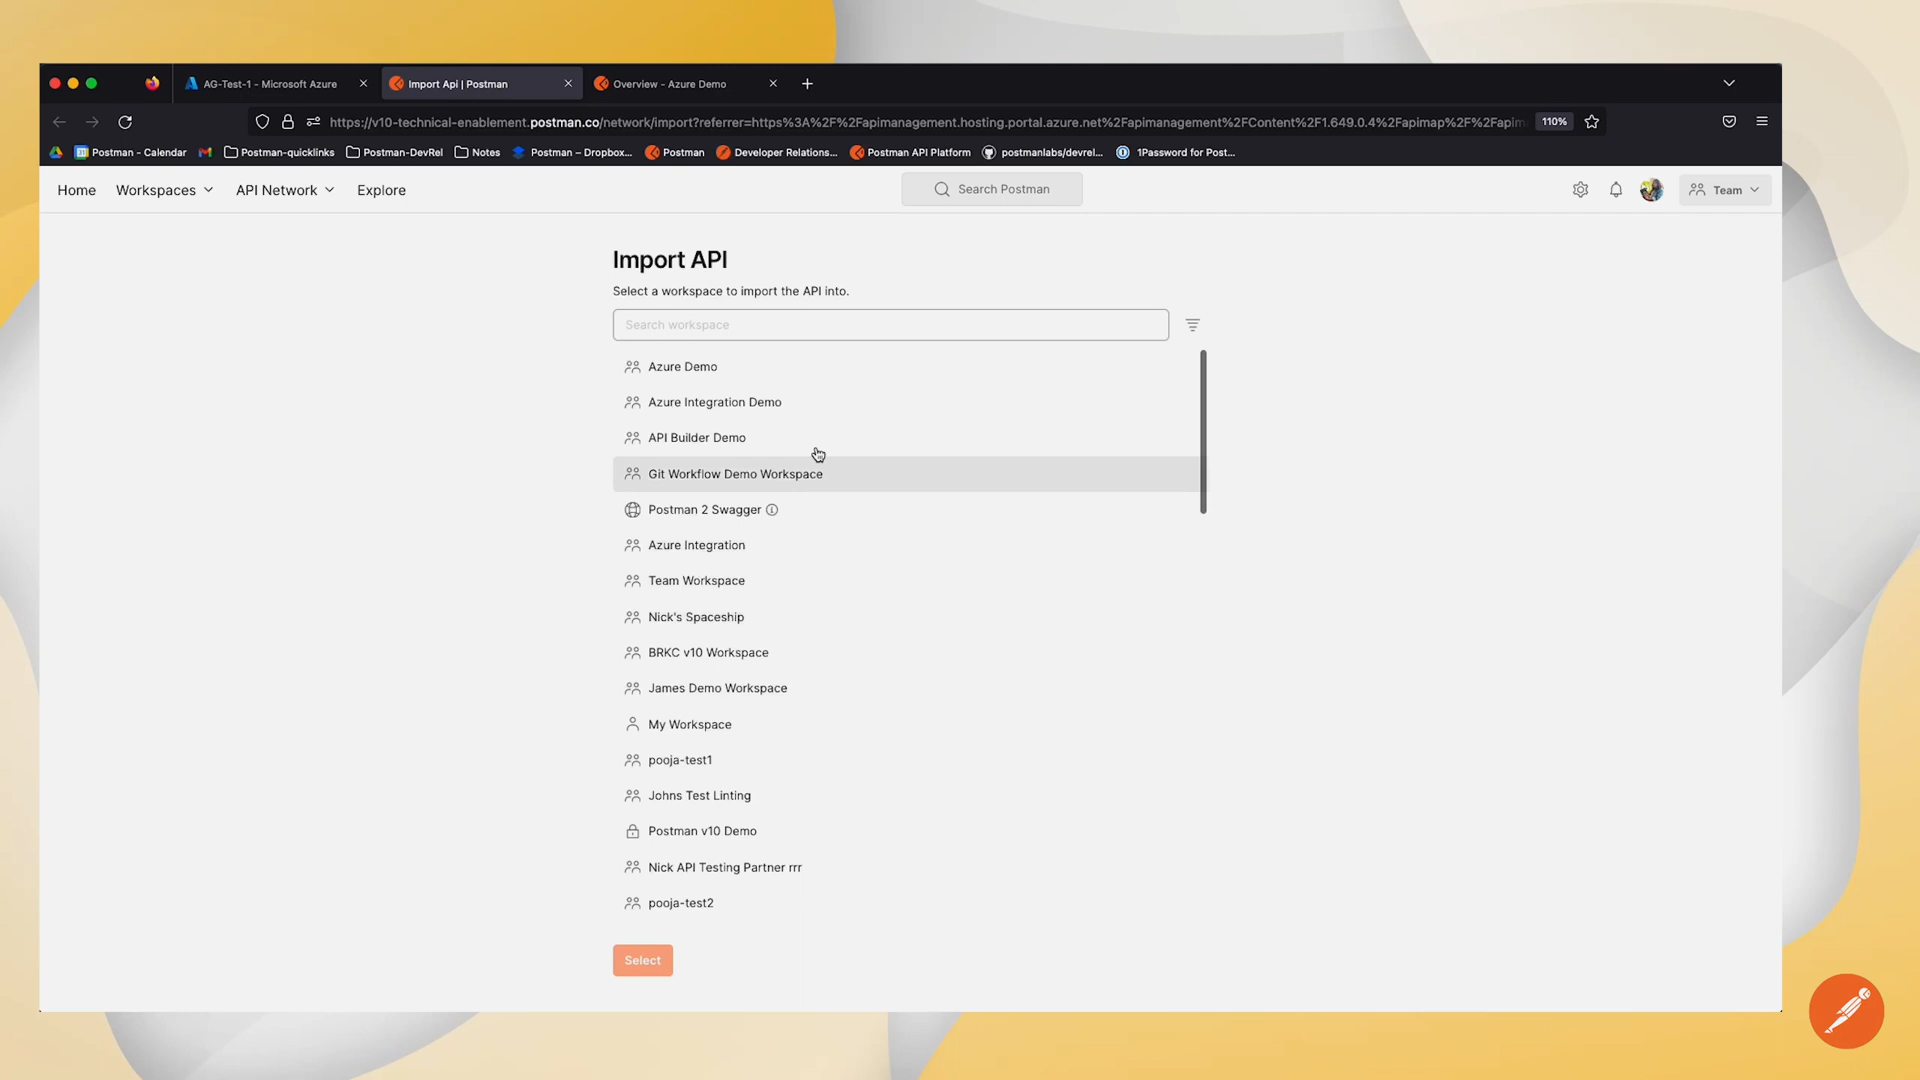 AG-Test-1 - Microsoft Azure
Import Api | Postman
Overview - Azure Demo
https://v10-technical-enablement.postman.co/network/import?referrer=https%3A%2F%2Fapimanagement.hosting.portal.azure.net%2Fapimanagement%2FContent%2F1.649.0.4%2Fapimap%2F%2Fapim
110%
Postman - Calendar
Postman-quicklinks
Postman-DevRel
Notes
Postman – Dropbox...
Postman
Developer Relations...
Postman API Platform
postmanlabs/devrel...
1Password for Post...
Home
Workspaces
API Network
Explore
Search Postman
Team
Import API
Select a workspace to import the API into.
Search workspace
Azure Demo
Azure Integration Demo
API Builder Demo
Git Workflow Demo Workspace
Postman 2 Swagger
Azure Integration
Team Workspace
Nick's Spaceship
BRKC v10 Workspace
James Demo Workspace
My Workspace
pooja-test1
Johns Test Linting
Postman v10 Demo
Nick API Testing Partner rrr
pooja-test2
Select